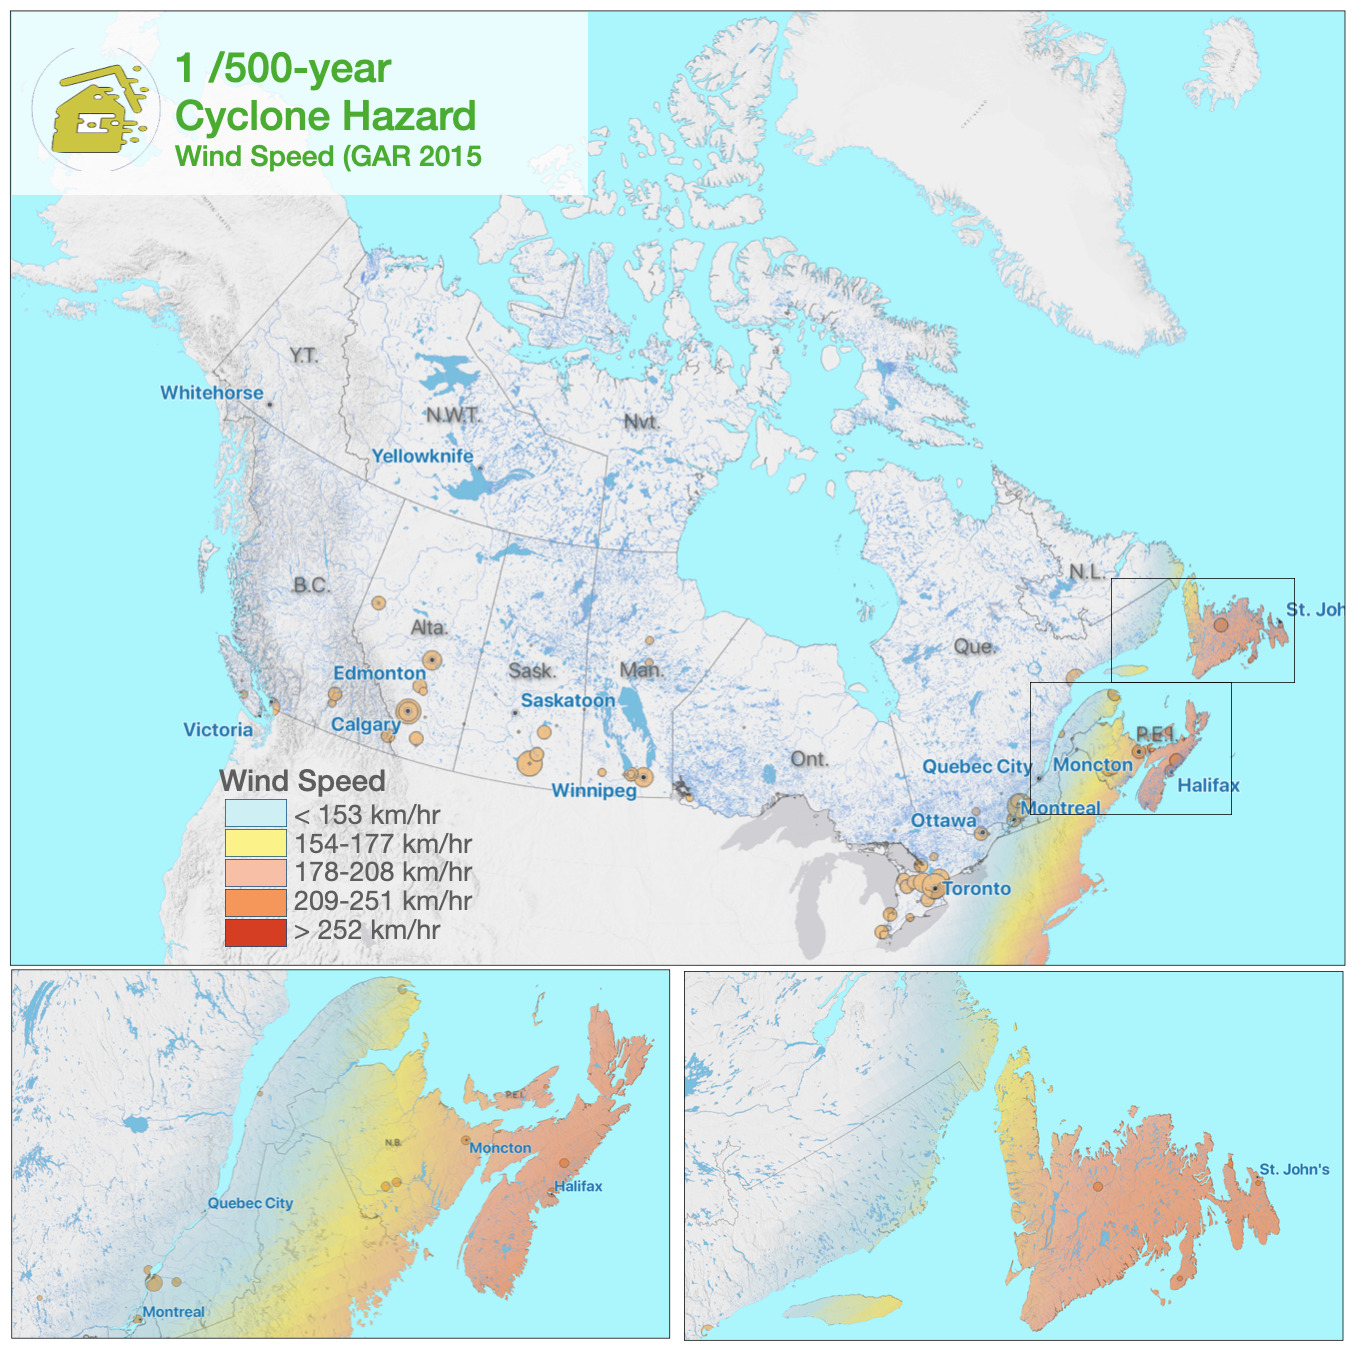 1 /500-year
Cyclone Hazard
Wind Speed (GAR 2015
Y.T.
Whitehorse
N.W.T.
Nvt.
Yellowknife
B.C.
N.L.
St. Joh
Alta.
Que.
Edmonton
Sask.
Man.
Saskatoon
Calgary
Victoria
P.E.I.
Ont.
Quebec City
Moncton
Winnipeg
Halifax
Montreal
Ottawa
Toronto
Wind Speed
< 153 km/hr
154-177 km/hr
178-208 km/hr
209-251 km/hr
> 252 km/hr
P.E.I.
N.B.
Moncton
Halifax
Quebec City
Montreal
Ont.
St. John's